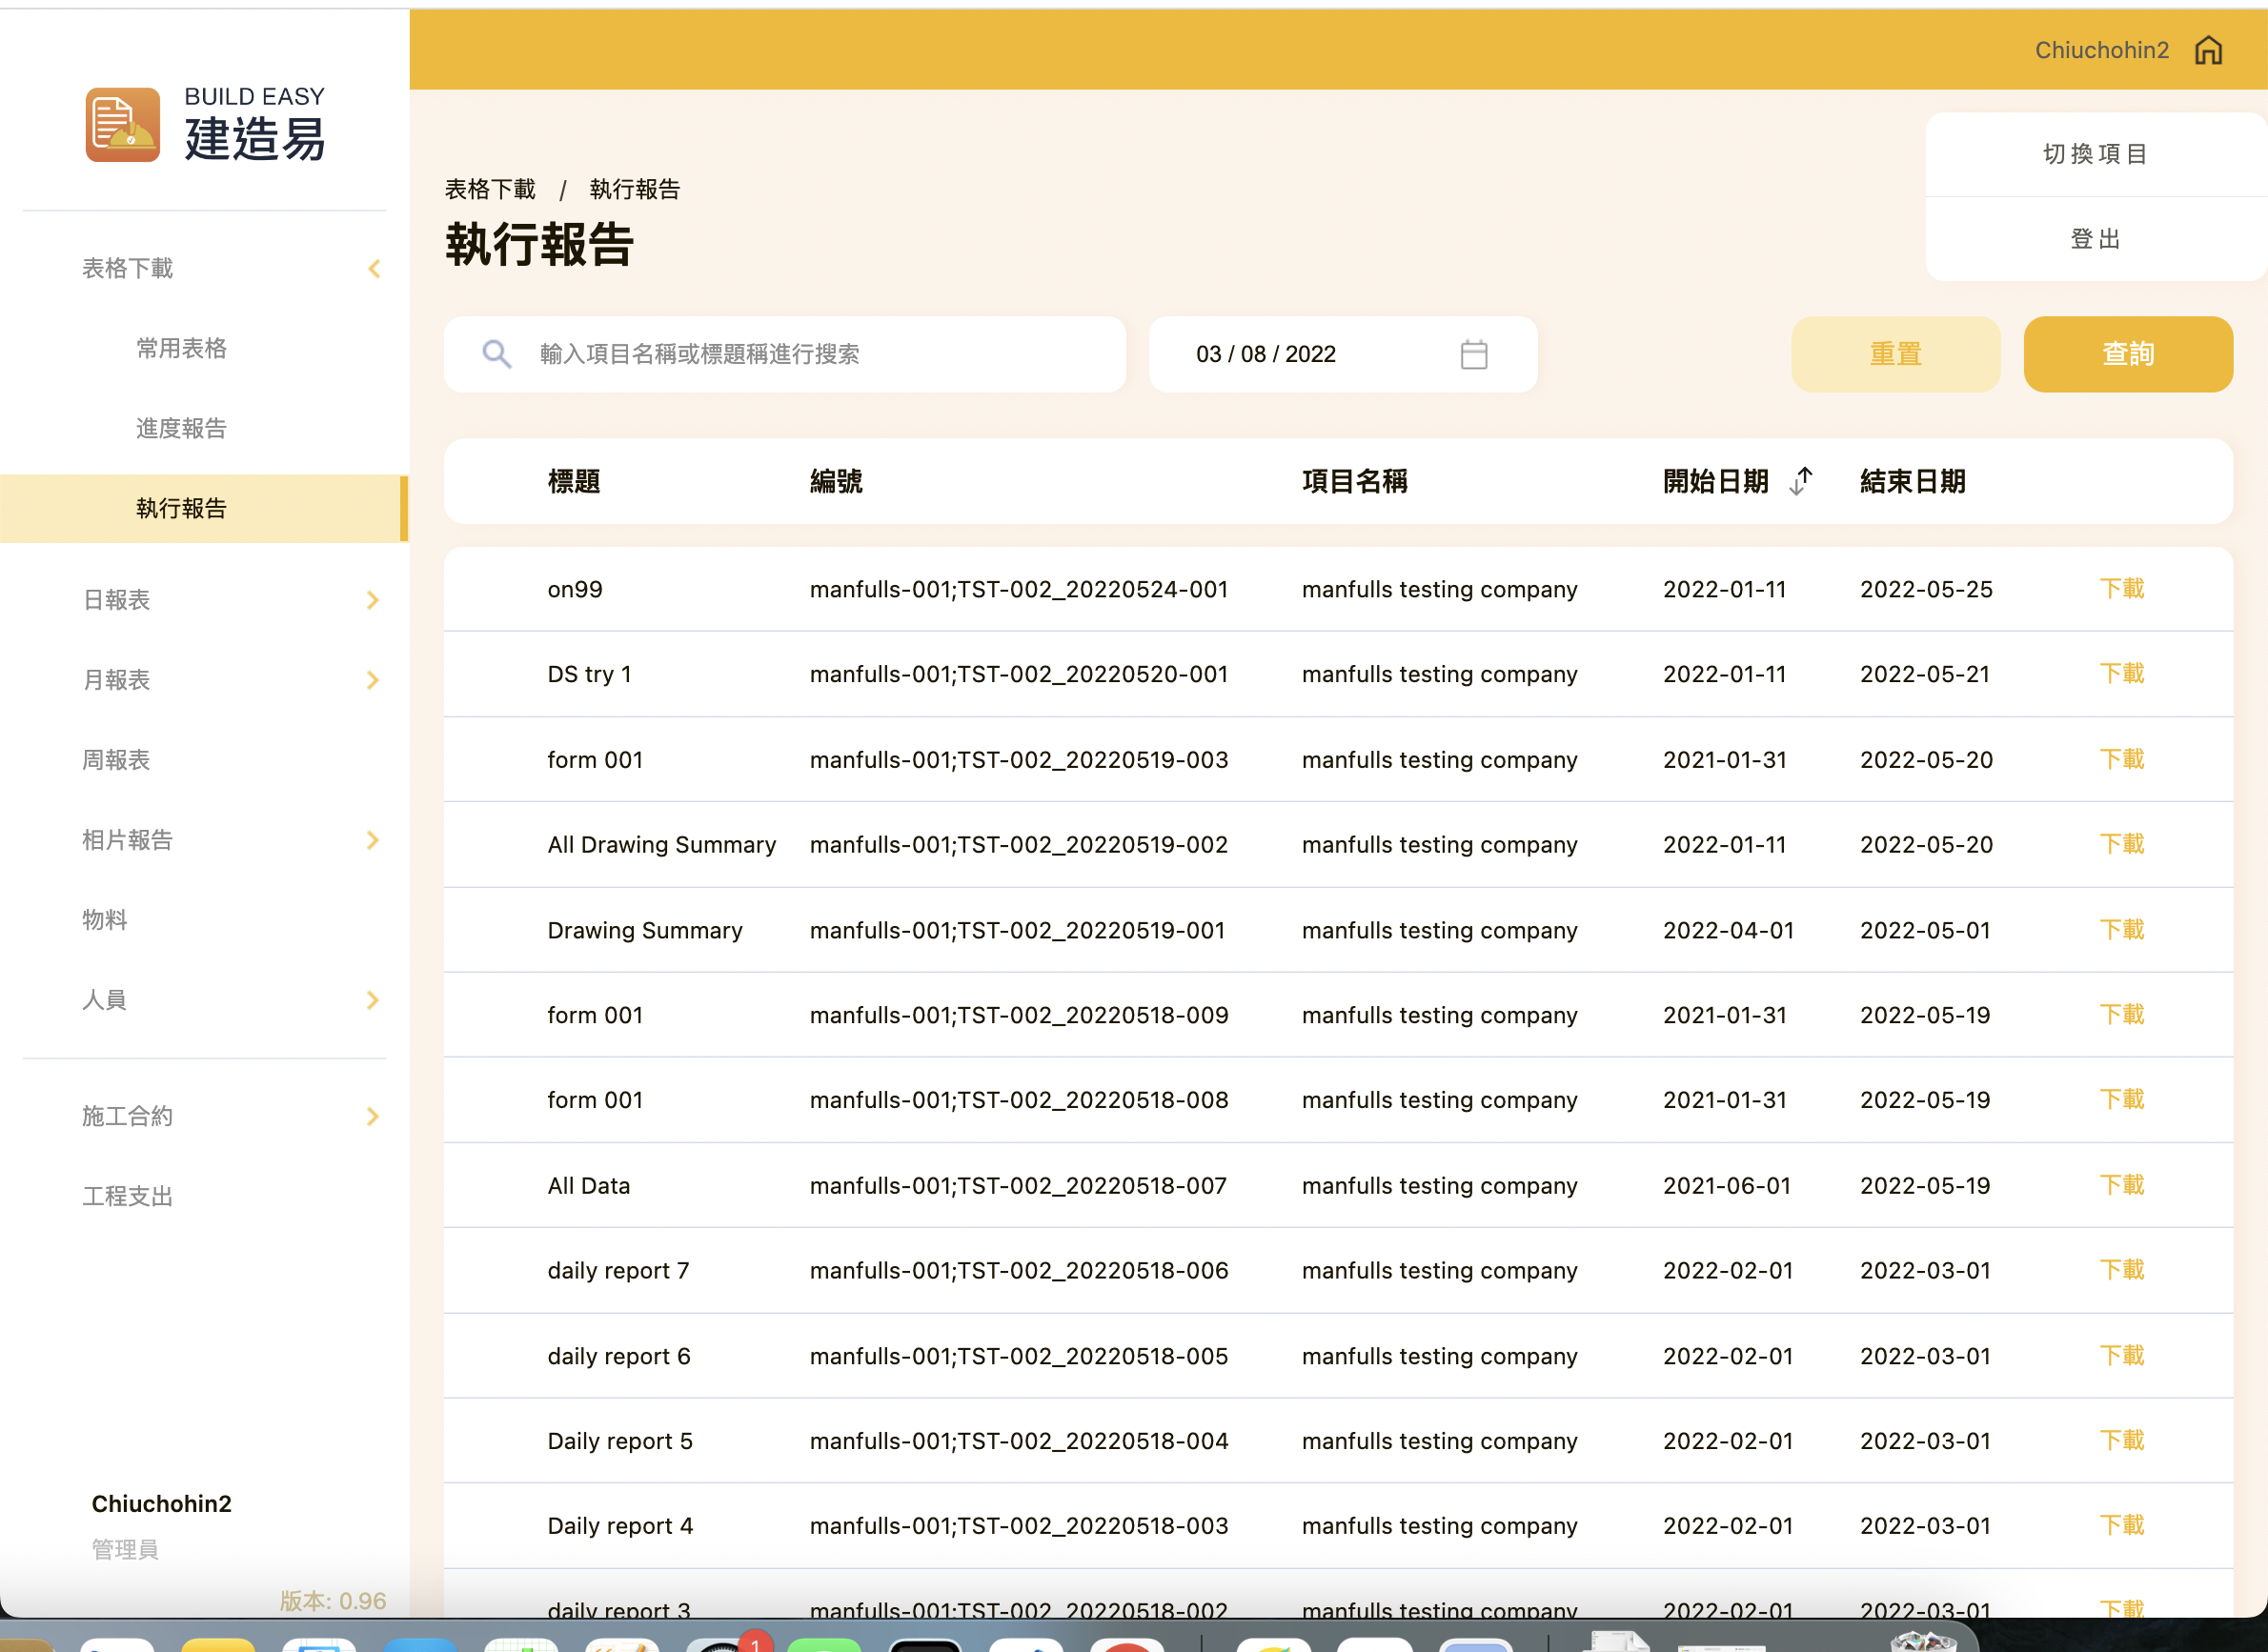 Chiuchohin2
BUILD EASY
建造易
切換項目
登出
表格下載 / 執行報告
執行報告
表格下載
常用表格
進度報告
執行報告
日報表
月報表
周報表
相片報告
物料
人員
施工合約
工程支出
Chiuchohin2
管理員
版本: 0.96
輸入項目名稱或標題稱進行搜索
03 / 08 / 2022
重置
查詢
標題 編號 項目名稱 開始日期 結束日期
on99 manfulls-001;TST-002_20220524-001 manfulls testing company 2022-01-11 2022-05-25 下載
DS try 1 manfulls-001;TST-002_20220520-001 manfulls testing company 2022-01-11 2022-05-21 下載
form 001 manfulls-001;TST-002_20220519-003 manfulls testing company 2021-01-31 2022-05-20 下載
All Drawing Summary manfulls-001;TST-002_20220519-002 manfulls testing company 2022-01-11 2022-05-20 下載
Drawing Summary manfulls-001;TST-002_20220519-001 manfulls testing company 2022-04-01 2022-05-01 下載
form 001 manfulls-001;TST-002_20220518-009 manfulls testing company 2021-01-31 2022-05-19 下載
form 001 manfulls-001;TST-002_20220518-008 manfulls testing company 2021-01-31 2022-05-19 下載
All Data manfulls-001;TST-002_20220518-007 manfulls testing company 2021-06-01 2022-05-19 下載
daily report 7 manfulls-001;TST-002_20220518-006 manfulls testing company 2022-02-01 2022-03-01 下載
daily report 6 manfulls-001;TST-002_20220518-005 manfulls testing company 2022-02-01 2022-03-01 下載
Daily report 5 manfulls-001;TST-002_20220518-004 manfulls testing company 2022-02-01 2022-03-01 下載
Daily report 4 manfulls-001;TST-002_20220518-003 manfulls testing company 2022-02-01 2022-03-01 下載
daily report 3 manfulls-001;TST-002_20220518-002 manfulls testing company 2022-02-01 2022-03-01 下載
1